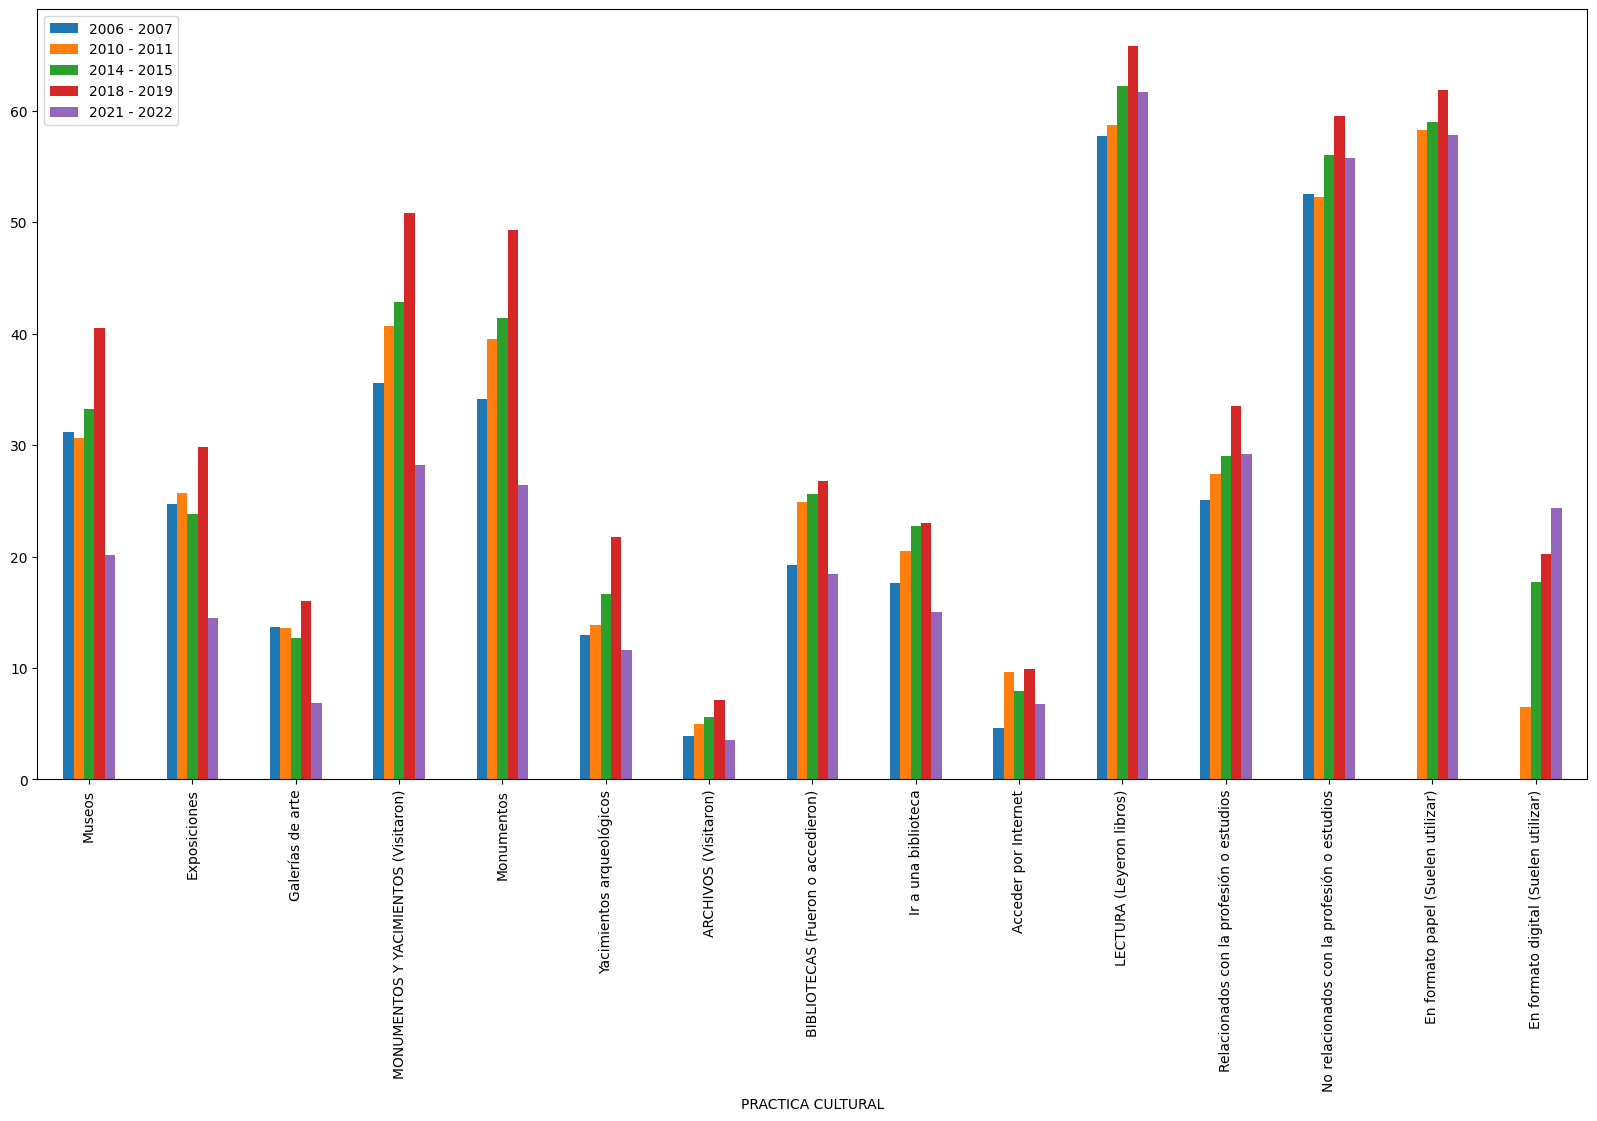 2006 - 2007
2010 - 2011
2014 - 2015
2018 - 2019
2021 - 2022
60
50
40
30
20
10
0
Museos
Exposiciones
Galerías de arte
MONUMENTOS Y YACIMIENTOS (Visitaron)
Monumentos
Yacimientos arqueológicos
ARCHIVOS (Visitaron)
BIBLIOTECAS (Fueron o accedieron)
Ir a una biblioteca
Acceder por Internet
LECTURA (Leyeron libros)
Relacionados con la profesión o estudios
No relacionados con la profesión o estudios
En formato papel (Suelen utilizar)
En formato digital (Suelen utilizar)
PRACTICA CULTURAL